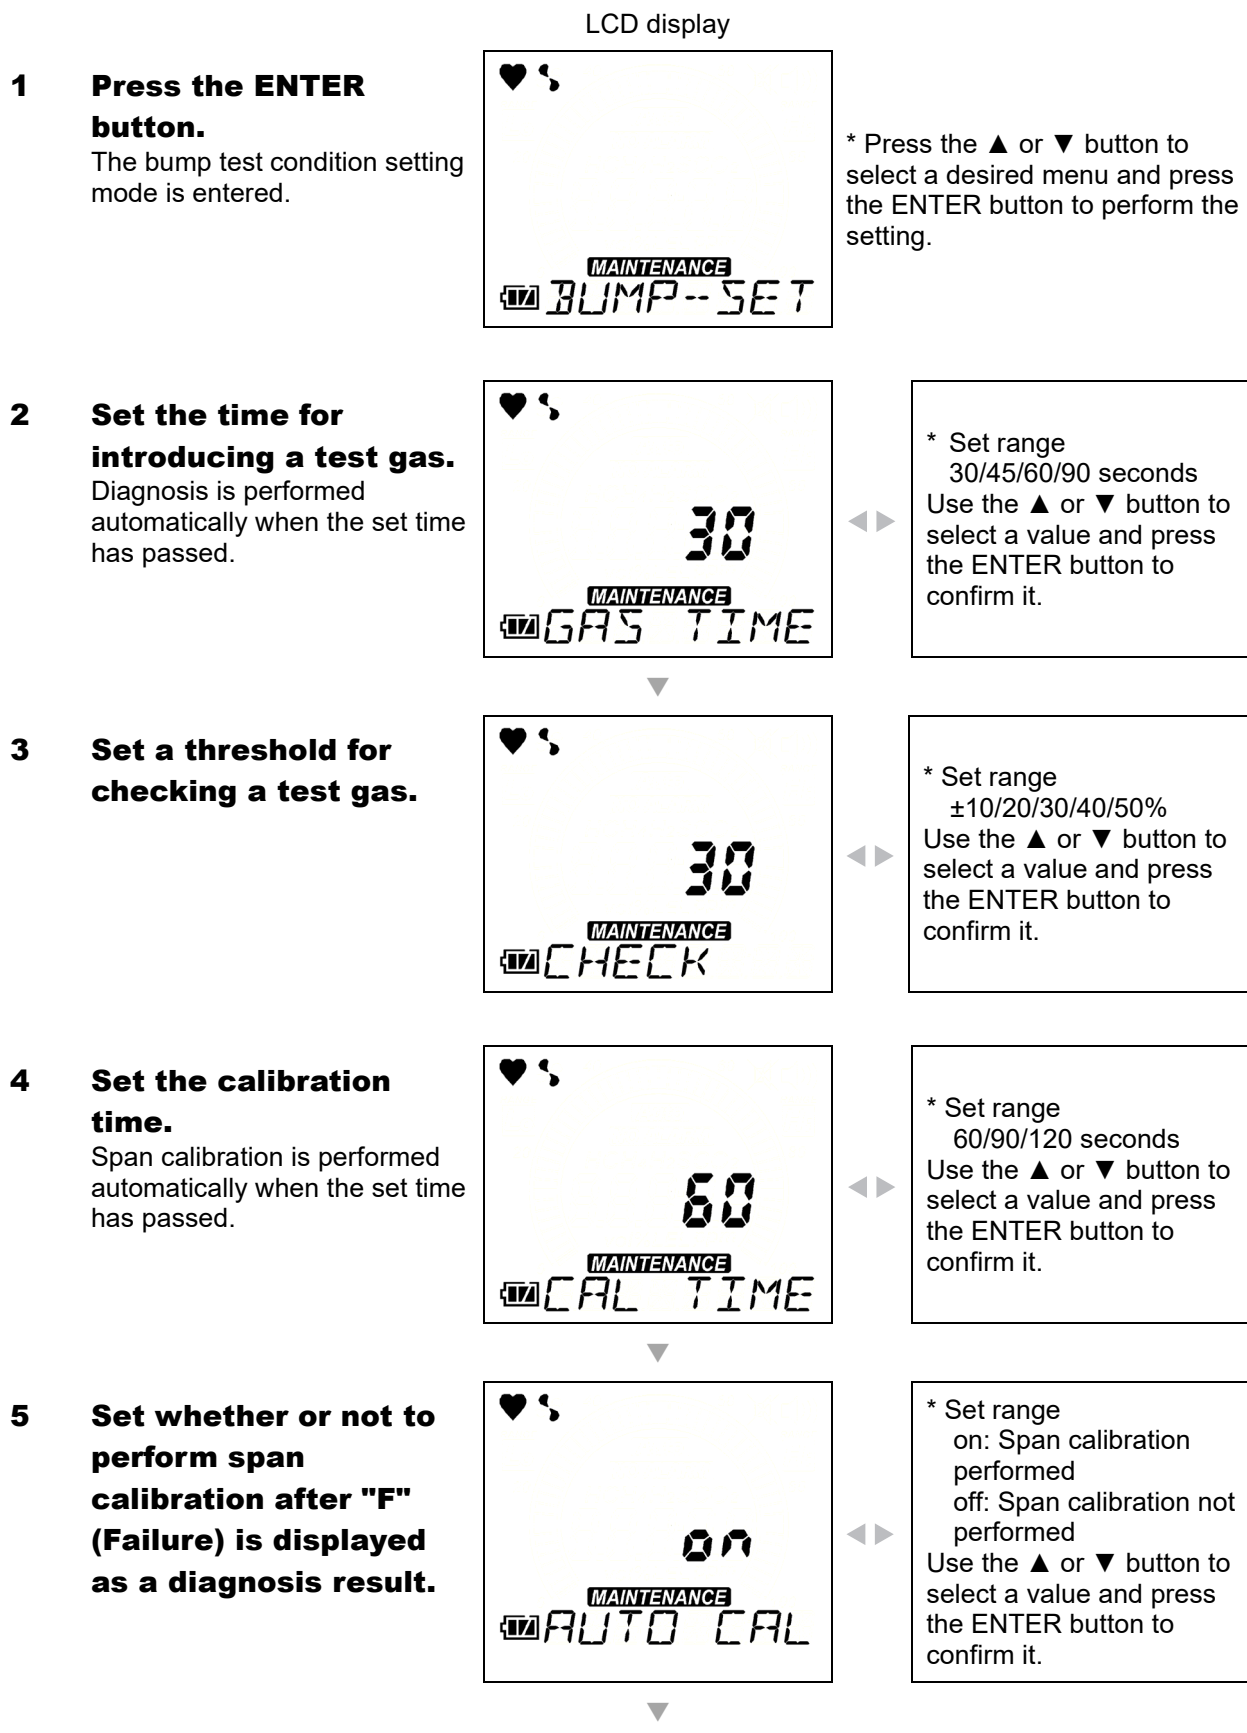 LCD display
1 Press the ENTER
button.
The bump test condition setting
mode is entered.
MAINTENANCE
BUMP--SET
* Press the ▲ or ▼ button to
select a desired menu and press
the ENTER button to perform the
setting.
2 Set the time for
introducing a test gas.
Diagnosis is performed
automatically when the set time
has passed.
30
MAINTENANCE
GAS TIME
* Set range
30/45/60/90 seconds
Use the ▲ or ▼ button to
select a value and press
the ENTER button to
confirm it.
3 Set a threshold for
checking a test gas.
30
MAINTENANCE
CHECK
* Set range
±10/20/30/40/50%
Use the ▲ or ▼ button to
select a value and press
the ENTER button to
confirm it.
4 Set the calibration
time.
Span calibration is performed
automatically when the set time
has passed.
60
MAINTENANCE
CAL TIME
* Set range
60/90/120 seconds
Use the ▲ or ▼ button to
select a value and press
the ENTER button to
confirm it.
5 Set whether or not to
perform span
calibration after "F"
(Failure) is displayed
as a diagnosis result.
on
MAINTENANCE
AUTO CAL
* Set range
on: Span calibration
performed
off: Span calibration not
performed
Use the ▲ or ▼ button to
select a value and press
the ENTER button to
confirm it.